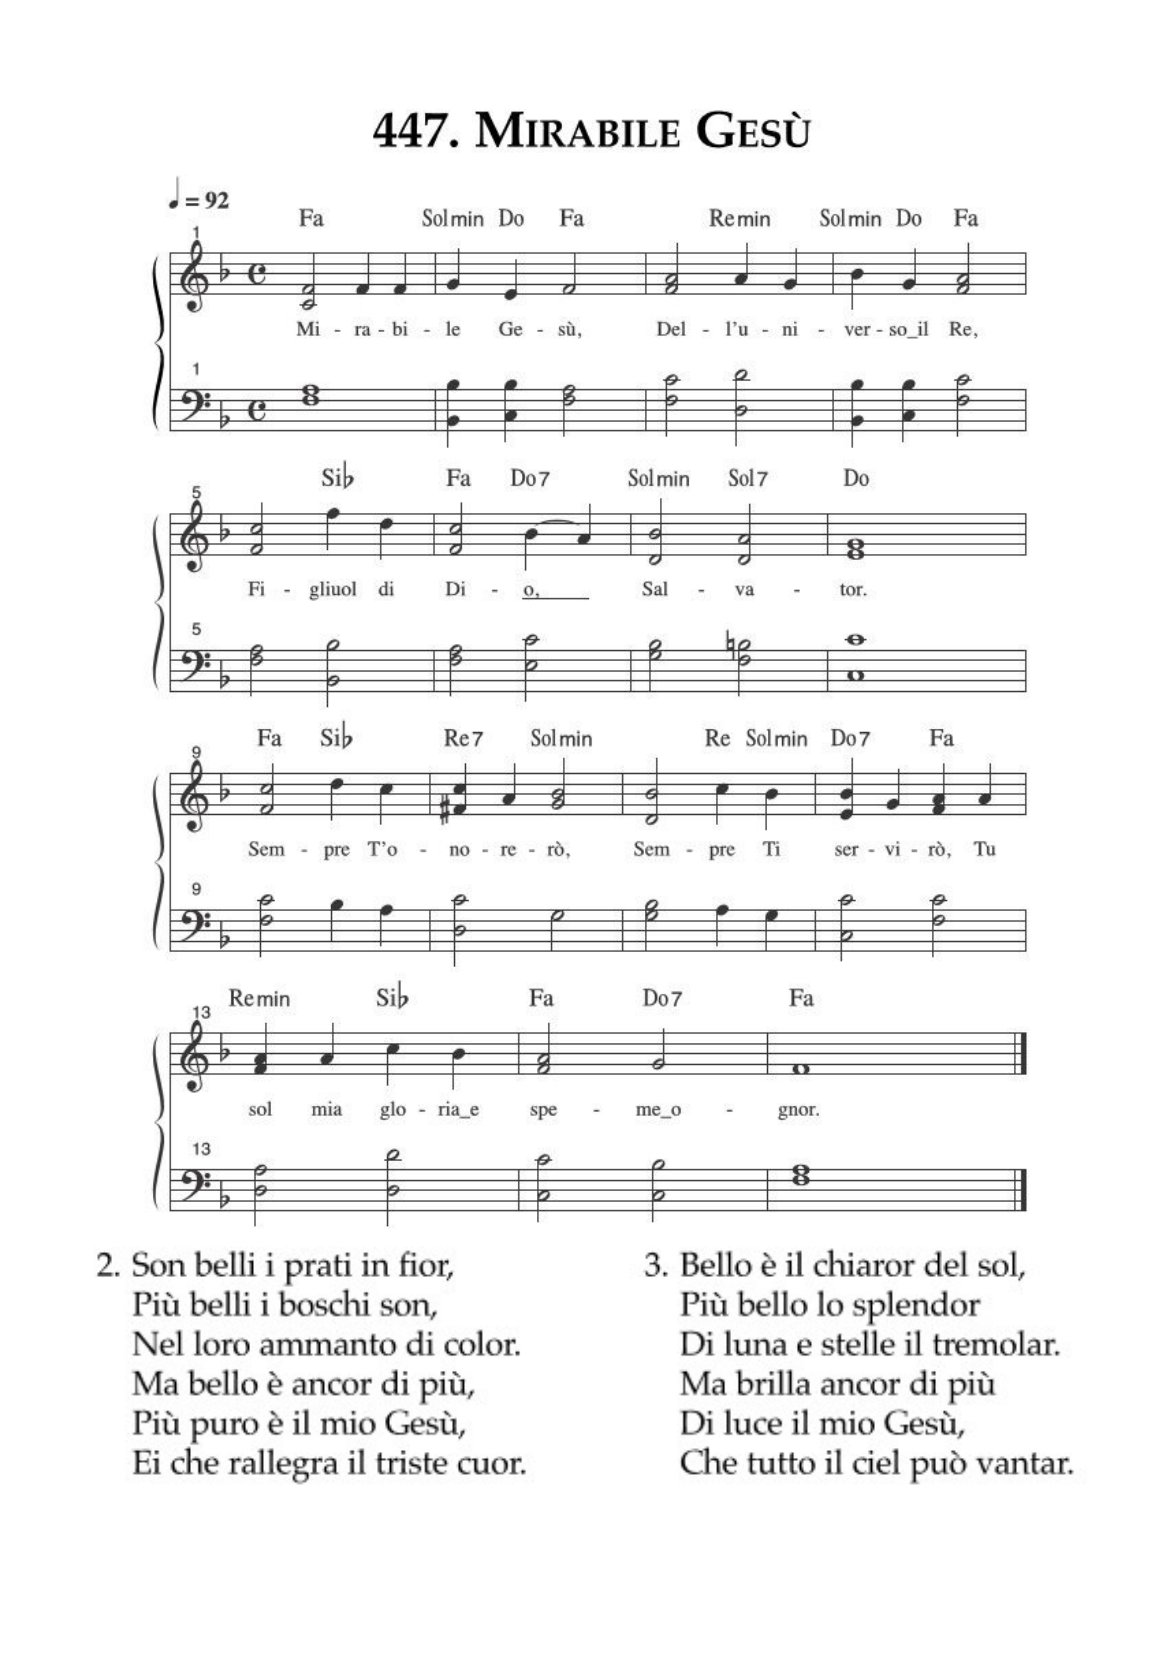 447. Mirabile Gesù
♩ = 92
Fa Solmin Do Fa Remin Solmin Do Fa
1
Mi - ra - bi - le Ge - sù, Del - l'u - ni - ver - so_il Re,
1
Sib Fa Do7 Solmin Sol7 Do
5
Fi - gliuol di Di - o,____ Sal - va - tor.
5
Fa Sib Re7 Solmin Re Solmin Do7 Fa
9
Sem - pre T'o - no - re - rò, Sem - pre Ti ser - vi - rò, Tu
9
Remin Sib Fa Do7 Fa
13
sol mia glo - ria_e spe - me_o - gnor.
13
2. Son belli i prati in fior,
Più belli i boschi son,
Nel loro ammanto di color.
Ma bello è ancor di più,
Più puro è il mio Gesù,
Ei che rallegra il triste cuor.
3. Bello è il chiaror del sol,
Più bello lo splendor
Di luna e stelle il tremolar.
Ma brilla ancor di più
Di luce il mio Gesù,
Che tutto il ciel può vantar.